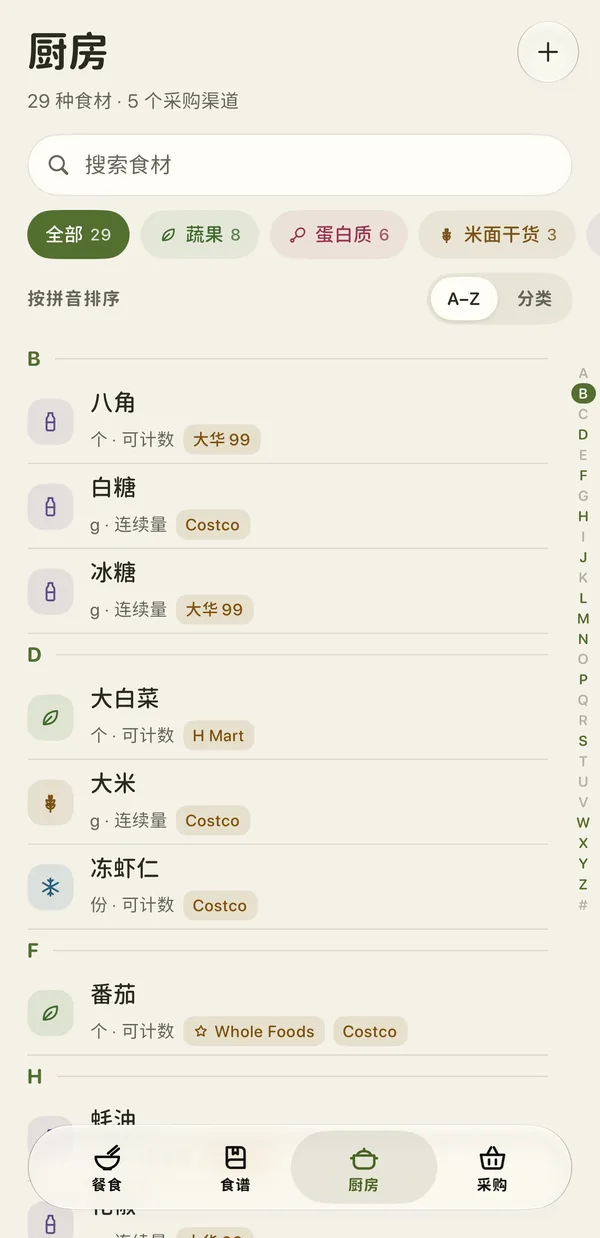 厨房
29 种食材 · 5 个采购渠道
搜索食材
全部 29 蔬果 8 蛋白质 6 米面干货 3
按拼音排序 A–Z 分类
B
八角
个 · 可计数 大华 99
白糖
g · 连续量 Costco
冰糖
g · 连续量 大华 99
D
大白菜
个 · 可计数 H Mart
大米
g · 连续量 Costco
冻虾仁
份 · 可计数 Costco
F
番茄
个 · 可计数 Whole Foods Costco
H
蚝油
餐食 食谱 厨房 采购
A
B
C
D
E
F
G
H
I
J
K
L
M
N
O
P
Q
R
S
T
U
V
W
X
Y
Z
#